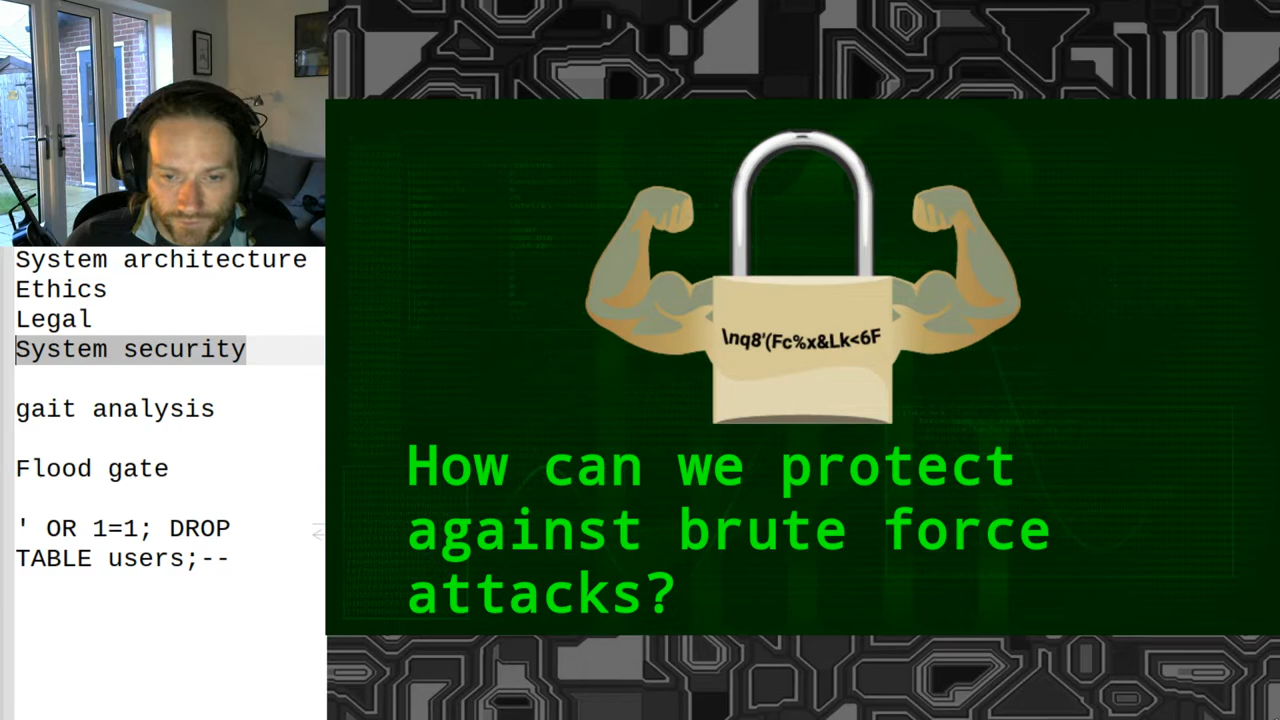 System architecture
Ethics
Legal
System security
gait analysis
Flood gate
' OR 1=1; DROP
TABLE users;--
\nq8'(Fc%x&Lk<6F
How can we protect
against brute force
attacks?